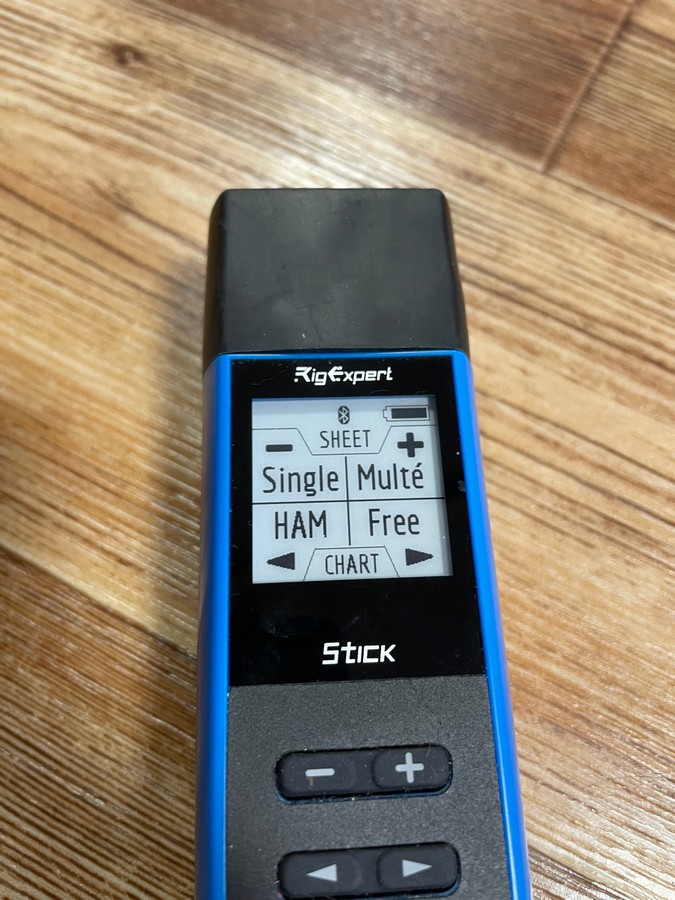 RigExpert
SHEET
− +
Single Multé
HAM Free
◀ CHART ▶
STICK
− +
◀ ▶